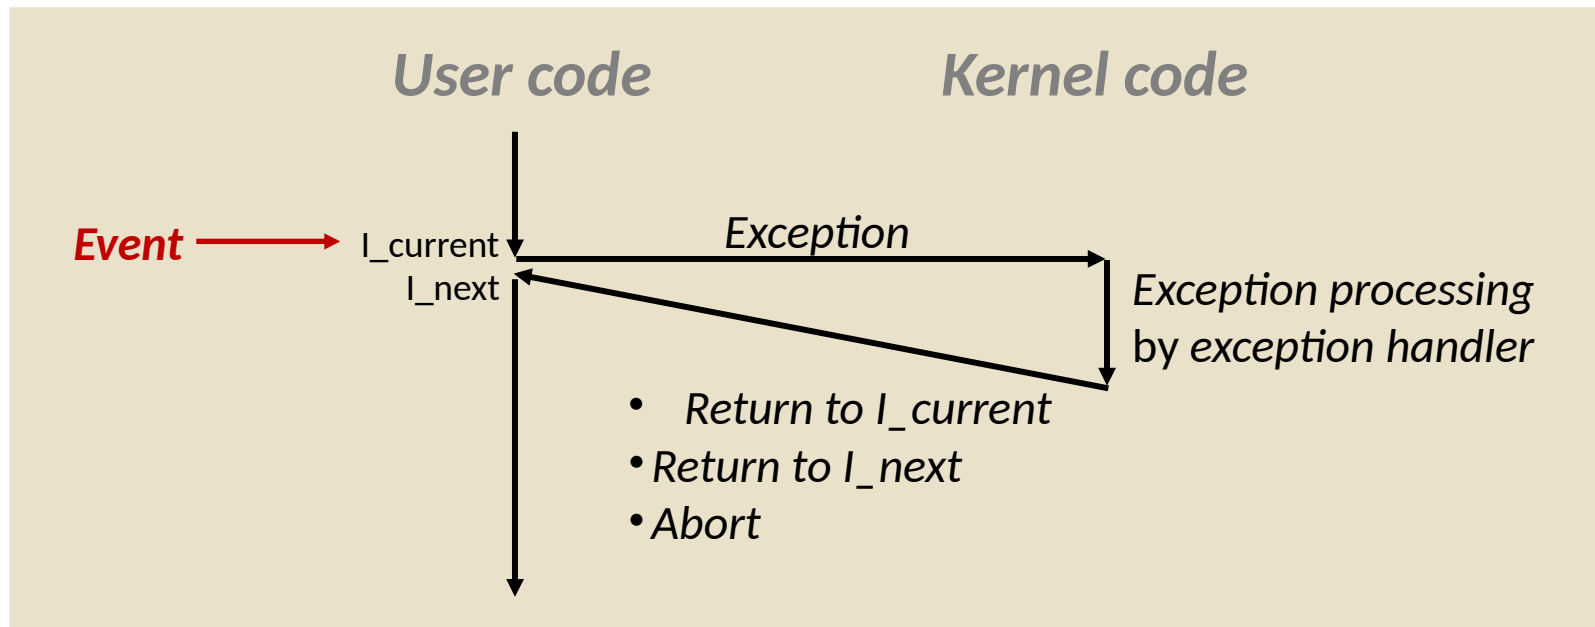 User code
Kernel code
Event
I_current
Exception
I_next
Exception processing
by exception handler
• Return to I_current
• Return to I_next
• Abort